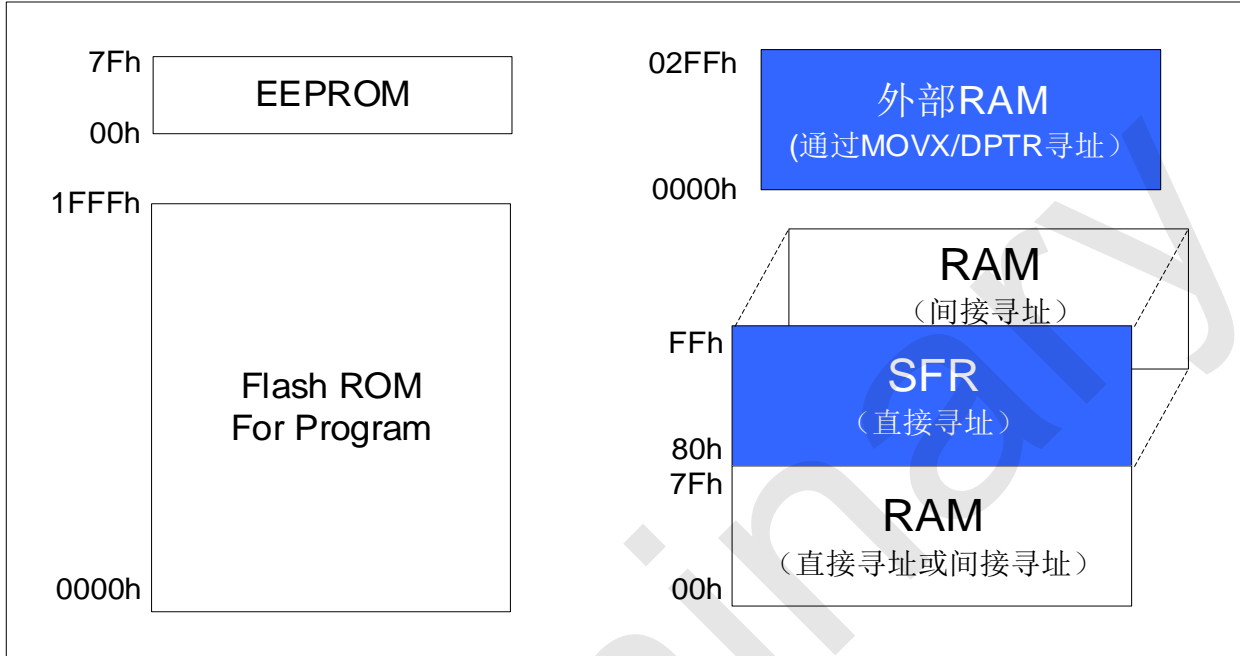 7Fh
EEPROM
00h
1FFFh
Flash ROM
For Program
0000h
02FFh
外部RAM
(通过MOVX/DPTR寻址）
0000h
RAM
（间接寻址）
FFh
SFR
（直接寻址）
80h
7Fh
RAM
（直接寻址或间接寻址）
00h
inary